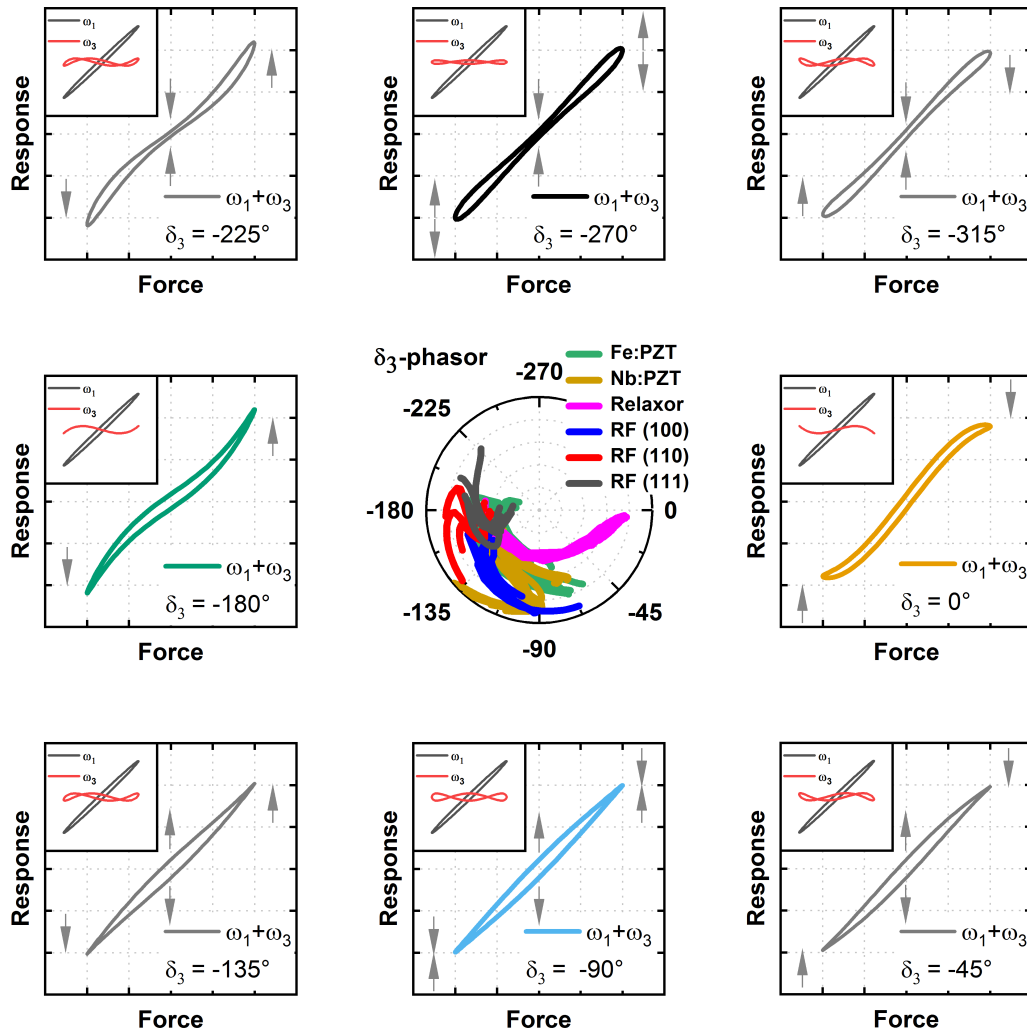 ω1
ω3
Response
ω1+ω3
δ3 = -225°
Force
ω1
ω3
Response
ω1+ω3
δ3 = -270°
Force
ω1
ω3
Response
ω1+ω3
δ3 = -315°
Force
ω1
ω3
Response
ω1+ω3
δ3 = -180°
Force
δ3-phasor
Fe:PZT
Nb:PZT
Relaxor
RF (100)
RF (110)
RF (111)
-270
-225
-180
0
-135
-45
-90
ω1
ω3
Response
ω1+ω3
δ3 = 0°
Force
ω1
ω3
Response
ω1+ω3
δ3 = -135°
Force
ω1
ω3
Response
ω1+ω3
δ3 = -90°
Force
ω1
ω3
Response
ω1+ω3
δ3 = -45°
Force